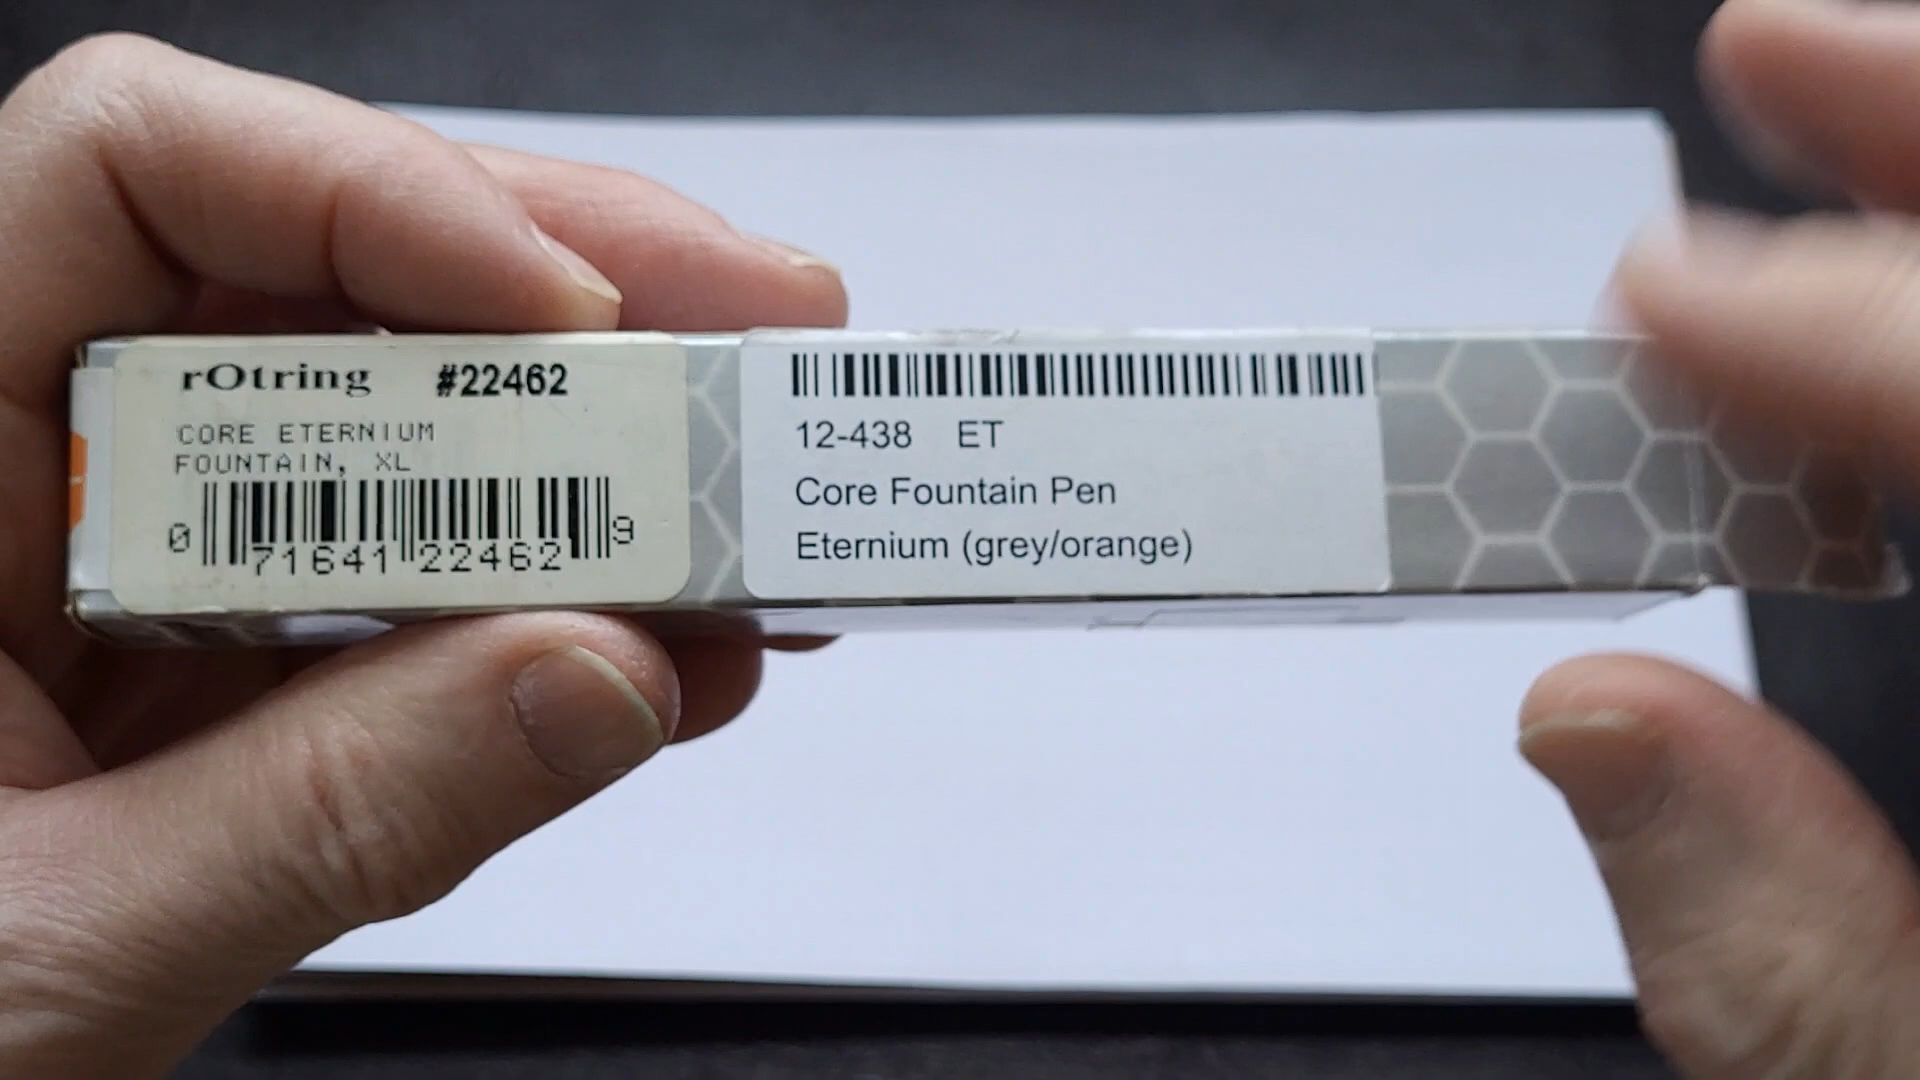 rOtring #22462
CORE ETERNIUM
FOUNTAIN, XL
0 71641 22462 9
12-438 ET
Core Fountain Pen
Eternium (grey/orange)